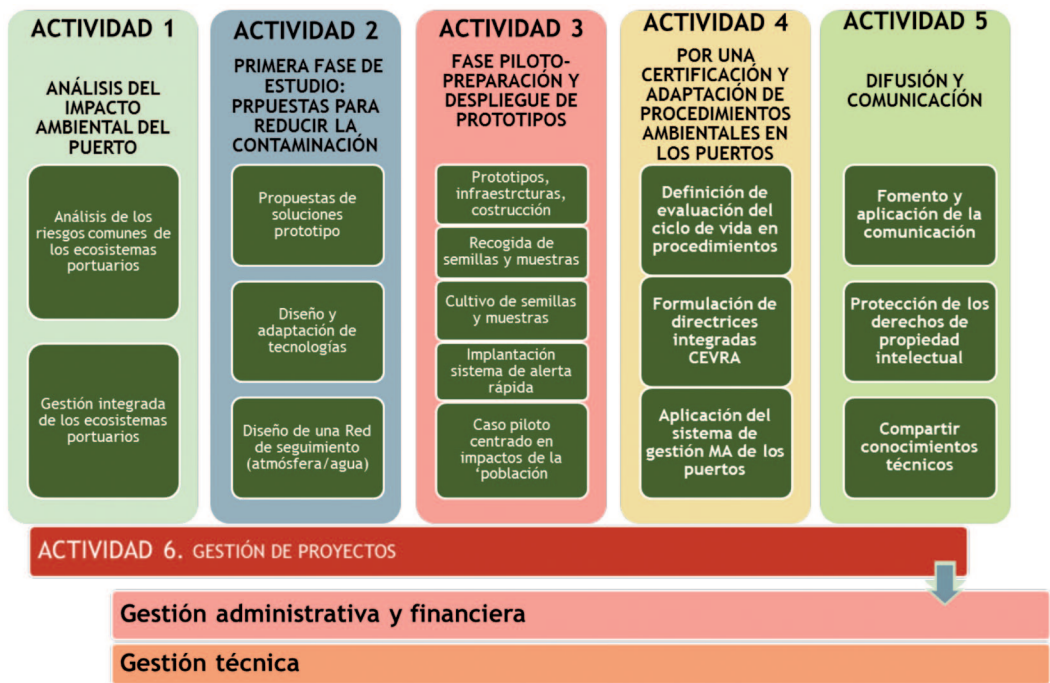 ACTIVIDAD 1
ANÁLISIS DEL
IMPACTO
AMBIENTAL DEL
PUERTO
Análisis de los
riesgos comunes de
los ecosistemas
portuarios
Gestión integrada
de los ecosistemas
portuarios
ACTIVIDAD 2
PRIMERA FASE DE
ESTUDIO:
PRPUESTAS PARA
REDUCIR LA
CONTAMINACIÓN
Propuestas de
soluciones
prototipo
Diseño y
adaptación de
tecnologías
Diseño de una Red
de seguimiento
(atmósfera/agua)
ACTIVIDAD 3
FASE PILOTO-
PREPARACIÓN Y
DESPLIEGUE DE
PROTOTIPOS
Prototipos,
infraestrcturas,
costrucción
Recogida de
semillas y muestras
Cultivo de semillas
y muestras
Implantación
sistema de alerta
rápida
Caso piloto
centrado en
impactos de la
‘población
ACTIVIDAD 4
POR UNA
CERTIFICACIÓN Y
ADAPTACIÓN DE
PROCEDIMIENTOS
AMBIENTALES EN
LOS PUERTOS
Definición de
evaluación del
ciclo de vida en
procedimientos
Formulación de
directrices
integradas
CEVRA
Aplicación del
sistema de
gestión MA de los
puertos
ACTIVIDAD 5
DIFUSIÓN Y
COMUNICACÍÓN
Fomento y
aplicación de la
comunicación
Protección de los
derechos de
propiedad
intelectual
Compartir
conocimientos
técnicos
ACTIVIDAD 6. GESTIÓN DE PROYECTOS
Gestión administrativa y financiera
Gestión técnica